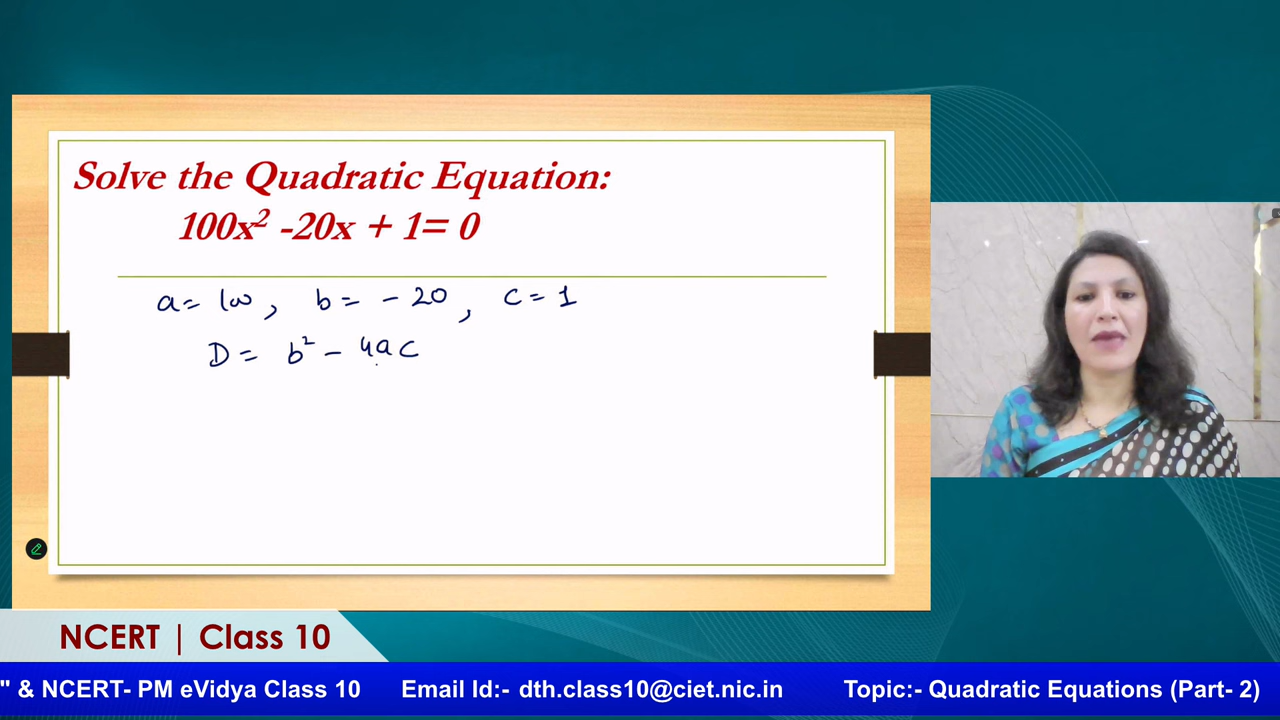 Solve the Quadratic Equation:
100x² -20x + 1= 0
a= 100, b= -20, c= 1
D= b² - 4ac
NCERT | Class 10
" & NCERT- PM eVidya Class 10 Email Id:- dth.class10@ciet.nic.in Topic:- Quadratic Equations (Part- 2)